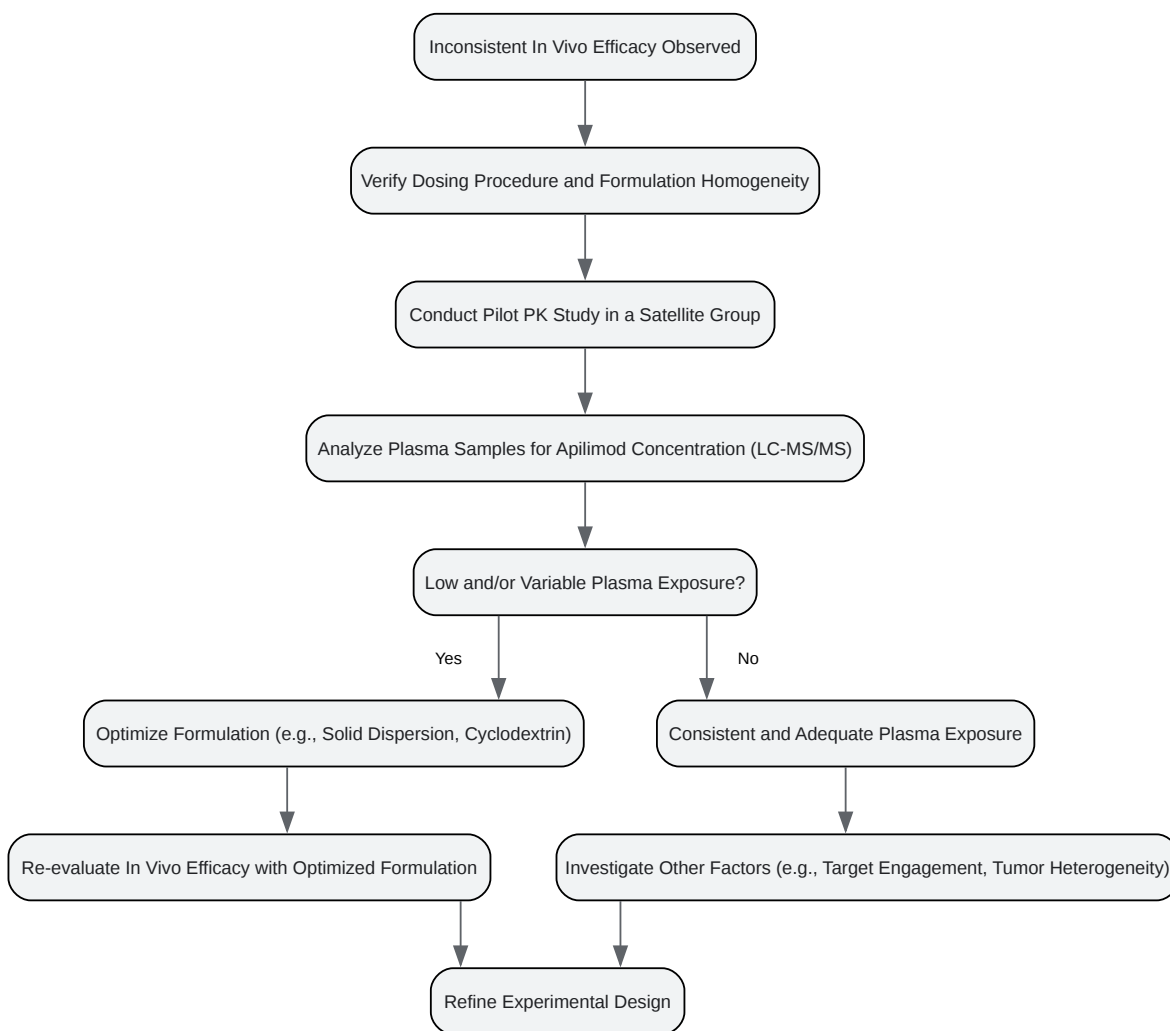 Inconsistent In Vivo Efficacy Observed
Verify Dosing Procedure and Formulation Homogeneity
Conduct Pilot PK Study in a Satellite Group
Analyze Plasma Samples for Apilimod Concentration (LC-MS/MS)
Low and/or Variable Plasma Exposure?
Yes
No
Optimize Formulation (e.g., Solid Dispersion, Cyclodextrin)
Consistent and Adequate Plasma Exposure
Re-evaluate In Vivo Efficacy with Optimized Formulation
Investigate Other Factors (e.g., Target Engagement, Tumor Heterogeneity)
Refine Experimental Design